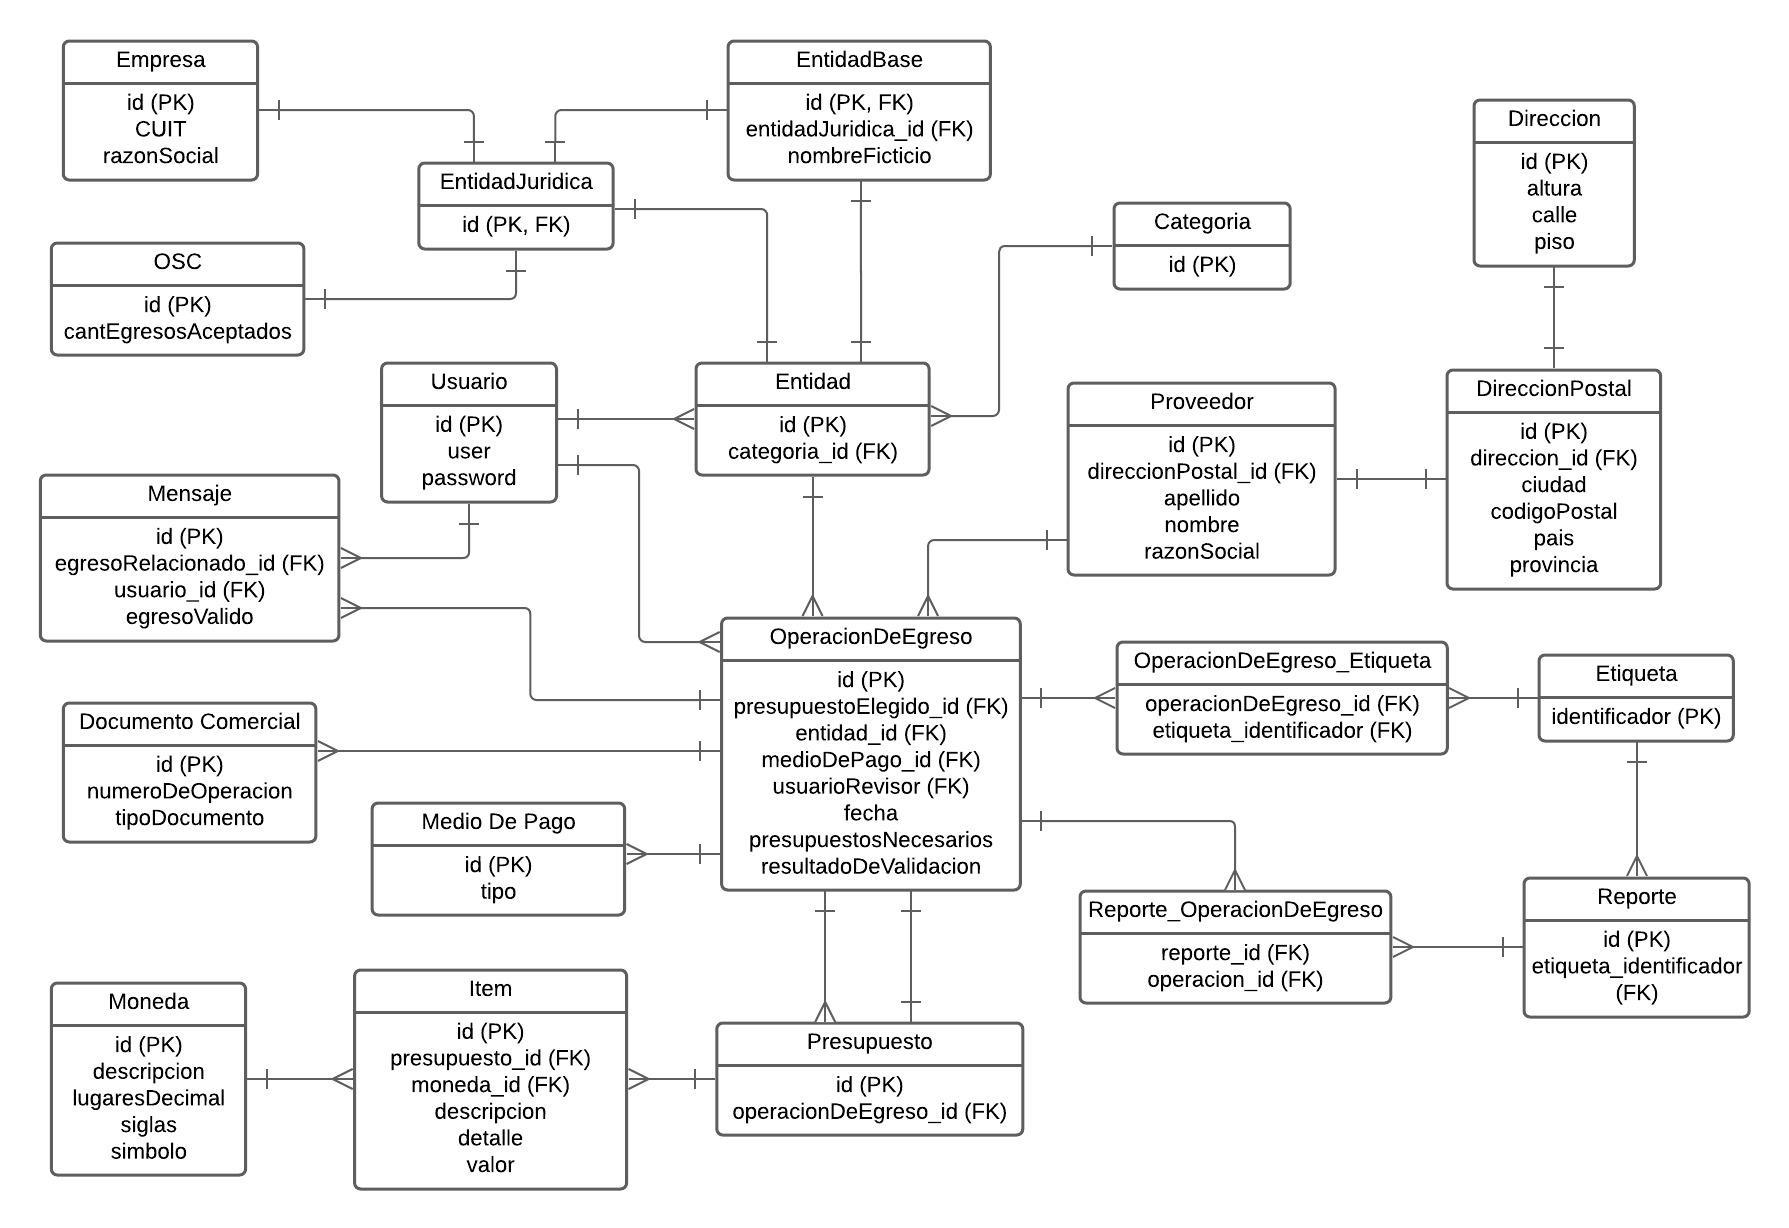 Empresa
id (PK)
CUIT
razonSocial
EntidadBase
id (PK, FK)
entidadJuridica_id (FK)
nombreFicticio
Direccion
id (PK)
altura
calle
piso
EntidadJuridica
id (PK, FK)
Categoria
id (PK)
OSC
id (PK)
cantEgresosAceptados
Usuario
id (PK)
user
password
Entidad
id (PK)
categoria_id (FK)
Proveedor
id (PK)
direccionPostal_id (FK)
apellido
nombre
razonSocial
DireccionPostal
id (PK)
direccion_id (FK)
ciudad
codigoPostal
pais
provincia
Mensaje
id (PK)
egresoRelacionado_id (FK)
usuario_id (FK)
egresoValido
OperacionDeEgreso
id (PK)
presupuestoElegido_id (FK)
entidad_id (FK)
medioDePago_id (FK)
usuarioRevisor (FK)
fecha
presupuestosNecesarios
resultadoDeValidacion
OperacionDeEgreso_Etiqueta
operacionDeEgreso_id (FK)
etiqueta_identificador (FK)
Etiqueta
identificador (PK)
Documento Comercial
id (PK)
numeroDeOperacion
tipoDocumento
Medio De Pago
id (PK)
tipo
Reporte_OperacionDeEgreso
reporte_id (FK)
operacion_id (FK)
Reporte
id (PK)
etiqueta_identificador
(FK)
Moneda
id (PK)
descripcion
lugaresDecimal
siglas
simbolo
Item
id (PK)
presupuesto_id (FK)
moneda_id (FK)
descripcion
detalle
valor
Presupuesto
id (PK)
operacionDeEgreso_id (FK)